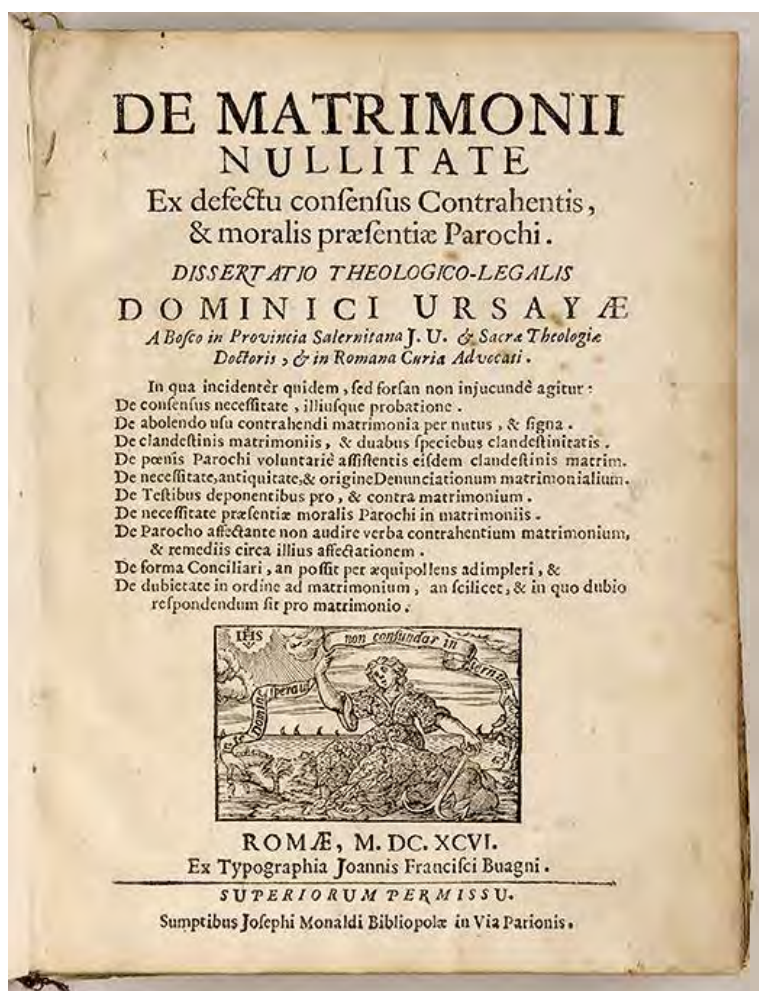 DE MATRIMONII
NULLITATE
Ex defectu conſenſus Contrahentis,
& moralis præſentiæ Parochi.
DISSERTATIO THEOLOGICO-LEGALIS
DOMINICI URSAYÆ
A Boſco in Provincia Salernitana J. U. & Sacræ Theologiæ
Doctoris, & in Romana Curia Advocati.
In qua incidentèr quidem, ſed forſan non injucundè agitur:
De conſenſus neceſſitate, illiuſque probatione.
De abolendo uſu contrahendi matrimonia per nutus, & ſigna.
De clandeſtinis matrimoniis, & duabus ſpeciebus clandeſtinitatis.
De pœnis Parochi voluntariè aſſiſtentis eiſdem clandeſtinis matrim.
De neceſſitate, antiquitate, & origine Denunciationum matrimonialium.
De Teſtibus deponentibus pro, & contra matrimonium.
De neceſſitate præſentiæ moralis Parochi in matrimoniis.
De Parocho affectante non audire verba contrahentium matrimonium,
& remediis circa illius affectationem.
De forma Conciliari, an poſſit per æquipollens adimpleri, &
De dubietate in ordine ad matrimonium, an ſcilicet, & in quo dubio
reſpondendum ſit pro matrimonio.
IHS
in te Domine ſperaui
non confundar in æternum
ROMÆ, M. DC. XCVI.
Ex Typographia Joannis Franciſci Buagni.
SUPERIORUM PERMISSU.
Sumptibus Joſephi Monaldi Bibliopolæ in Via Parionis.